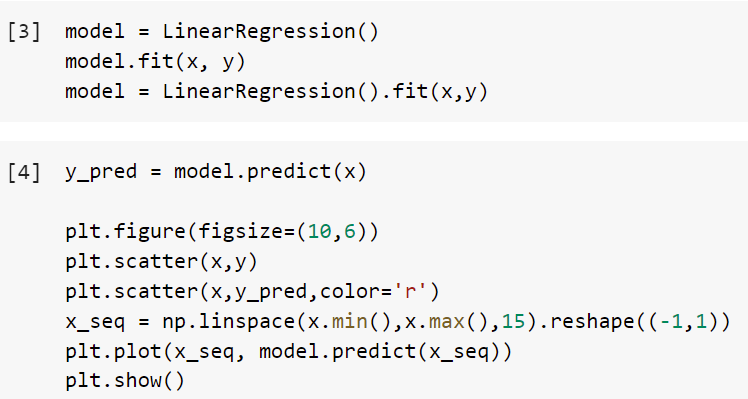 [3] model = LinearRegression()
model.fit(x, y)
model = LinearRegression().fit(x,y)
[4] y_pred = model.predict(x)
plt.figure(figsize=(10,6))
plt.scatter(x,y)
plt.scatter(x,y_pred,color='r')
x_seq = np.linspace(x.min(),x.max(),15).reshape((-1,1))
plt.plot(x_seq, model.predict(x_seq))
plt.show()